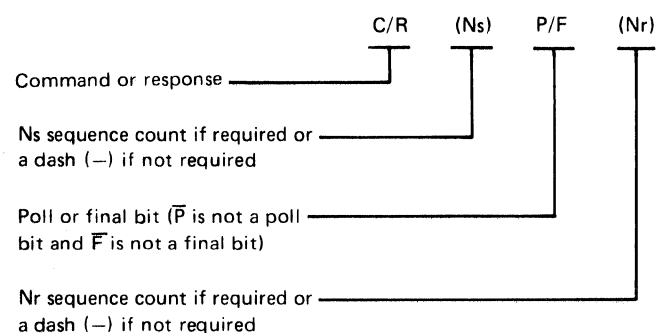 C/R (Ns) P/F (Nr)
Command or response
Ns sequence count if required or
a dash (—) if not required
Poll or final bit (P̅ is not a poll
bit and F̅ is not a final bit)
Nr sequence count if required or
a dash (—) if not required